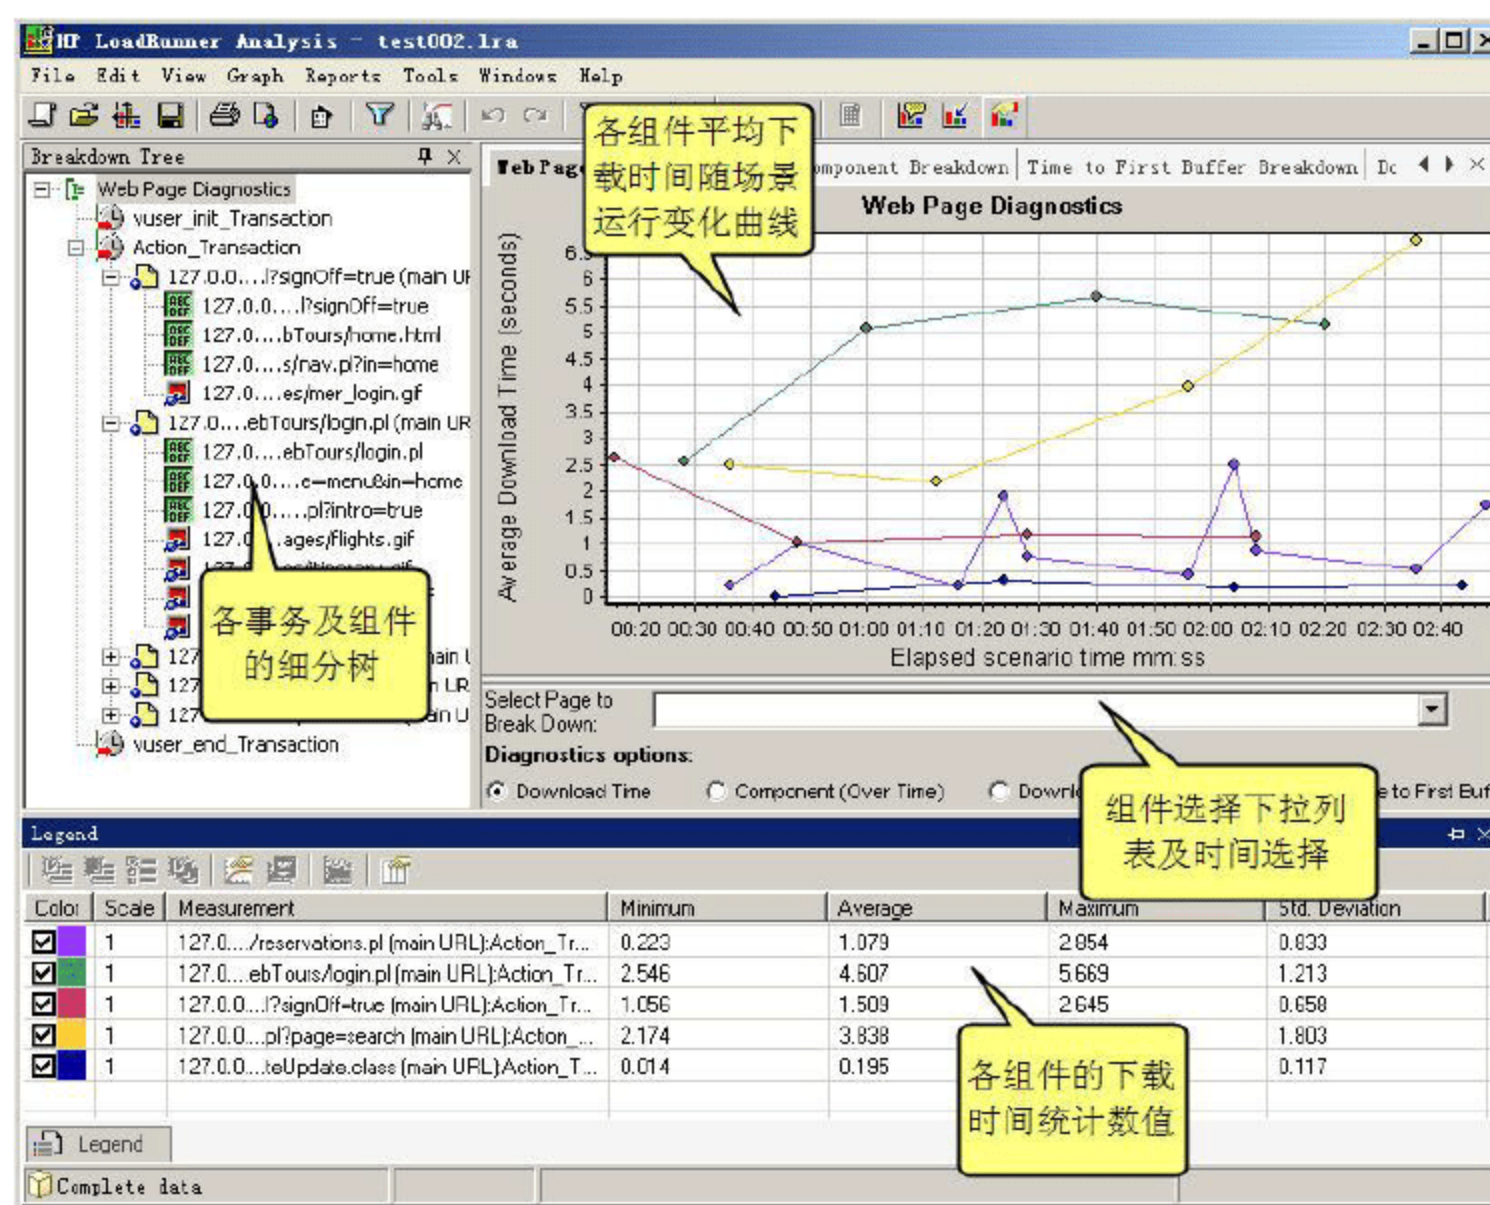 HP LoadRunner Analysis - test002.lra
File Edit View Graph Reports Tools Windows Help
Breakdown Tree
Web Page Diagnostics
vuser_init_Transaction
Action_Transaction
127.0.0....l?signOff=true (main UR
127.0.0....l?signOff=true
127.0....bTours/home.html
127.0....s/nav.pl?in=home
127.0....es/mer_login.gif
127.0....ebTours/login.pl (main UR
127.0....ebTours/login.pl
127.0.0....e=menu&in=home
127.0.0.....pl?intro=true
127.0....ages/flights.gif
各事务及组件
的细分树
127
ain U
127
n UR
127
ain U
vuser_end_Transaction
各组件平均下
载时间随场景
运行变化曲线
Web Page
omponent Breakdown
Time to First Buffer Breakdown
Dc
Web Page Diagnostics
Average Download Time (seconds)
6.5
6
5.5
5
4.5
4
3.5
3
2.5
2
1.5
1
0.5
0
00:20 00:30 00:40 00:50 01:00 01:10 01:20 01:30 01:40 01:50 02:00 02:10 02:20 02:30 02:40
Elapsed scenario time mm:ss
Select Page to
Break Down:
Diagnostics options:
Download Time
Component (Over Time)
Downl
e to First Buf
组件选择下拉列
表及时间选择
Legend
Color Scale Measurement Minimum Average Maximum Std. Deviation
1 127.0..../reservations.pl (main URL):Action_Tr... 0.223 1.079 2.854 0.833
1 127.0....ebTours/login.pl (main URL):Action_Tr... 2.546 4.607 5.669 1.213
1 127.0.0....l?signOff=true (main URL):Action_Tr... 1.056 1.509 2.645 0.658
1 127.0.0....pl?page=search (main URL):Action_... 2.174 3.838 1.803
1 127.0.0....teUpdate.class (main URL):Action_T... 0.014 0.195 0.117
各组件的下载
时间统计数值
Legend
Complete data